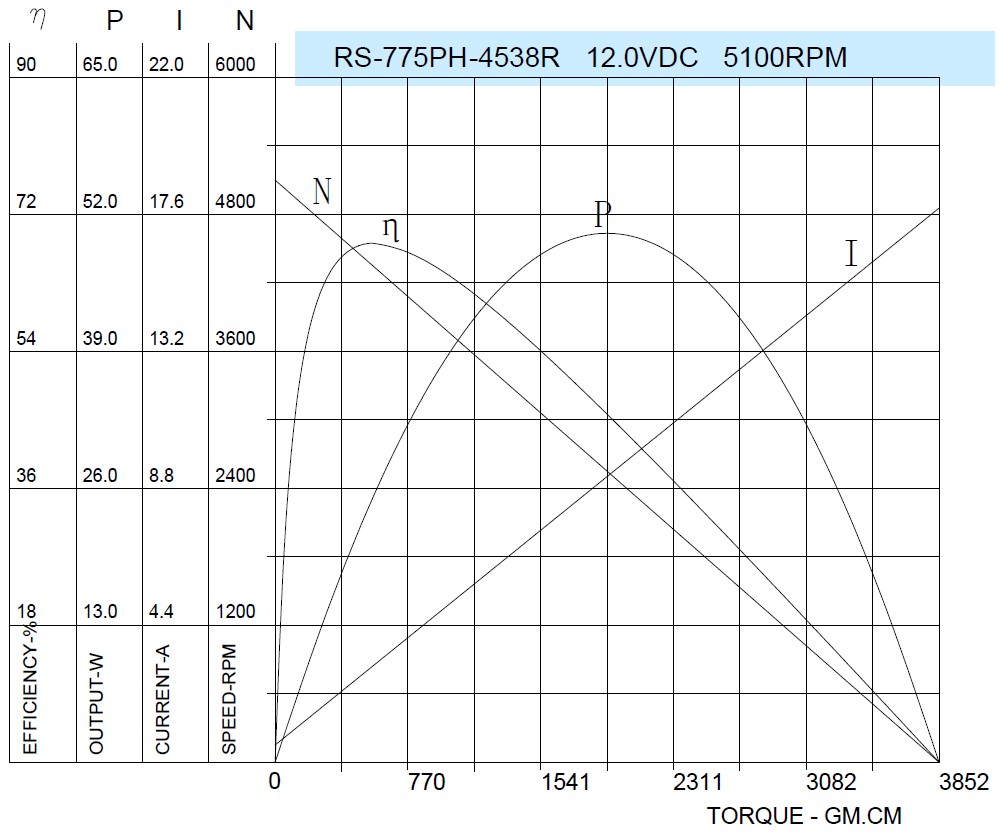 η P I N
RS-775PH-4538R 12.0VDC 5100RPM
90 65.0 22.0 6000
N
72 52.0 17.6 4800
η
P
I
54 39.0 13.2 3600
36 26.0 8.8 2400
18 13.0 4.4 1200
EFFICIENCY-%
OUTPUT-W
CURRENT-A
SPEED-RPM
0 770 1541 2311 3082 3852
TORQUE - GM.CM